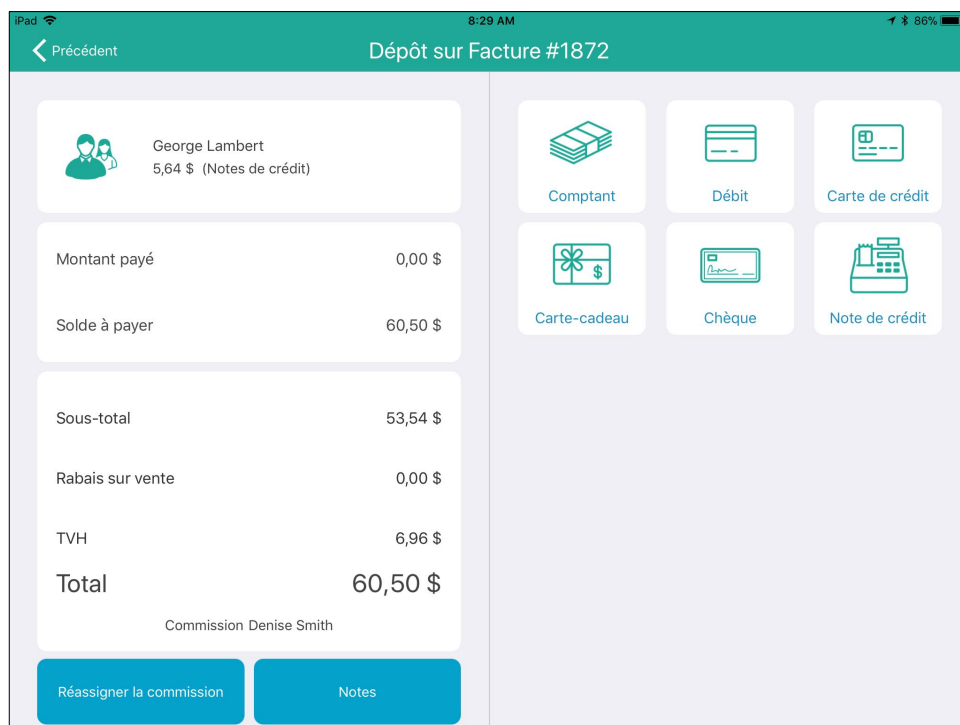 iPad 8:29 AM 86%
Précédent Dépôt sur Facture #1872
George Lambert
5,64 $ (Notes de crédit)
Montant payé 0,00 $
Solde à payer 60,50 $
Sous-total 53,54 $
Rabais sur vente 0,00 $
TVH 6,96 $
Total 60,50 $
Commission Denise Smith
Réassigner la commission Notes
Comptant Débit Carte de crédit
$
Carte-cadeau Chèque Note de crédit